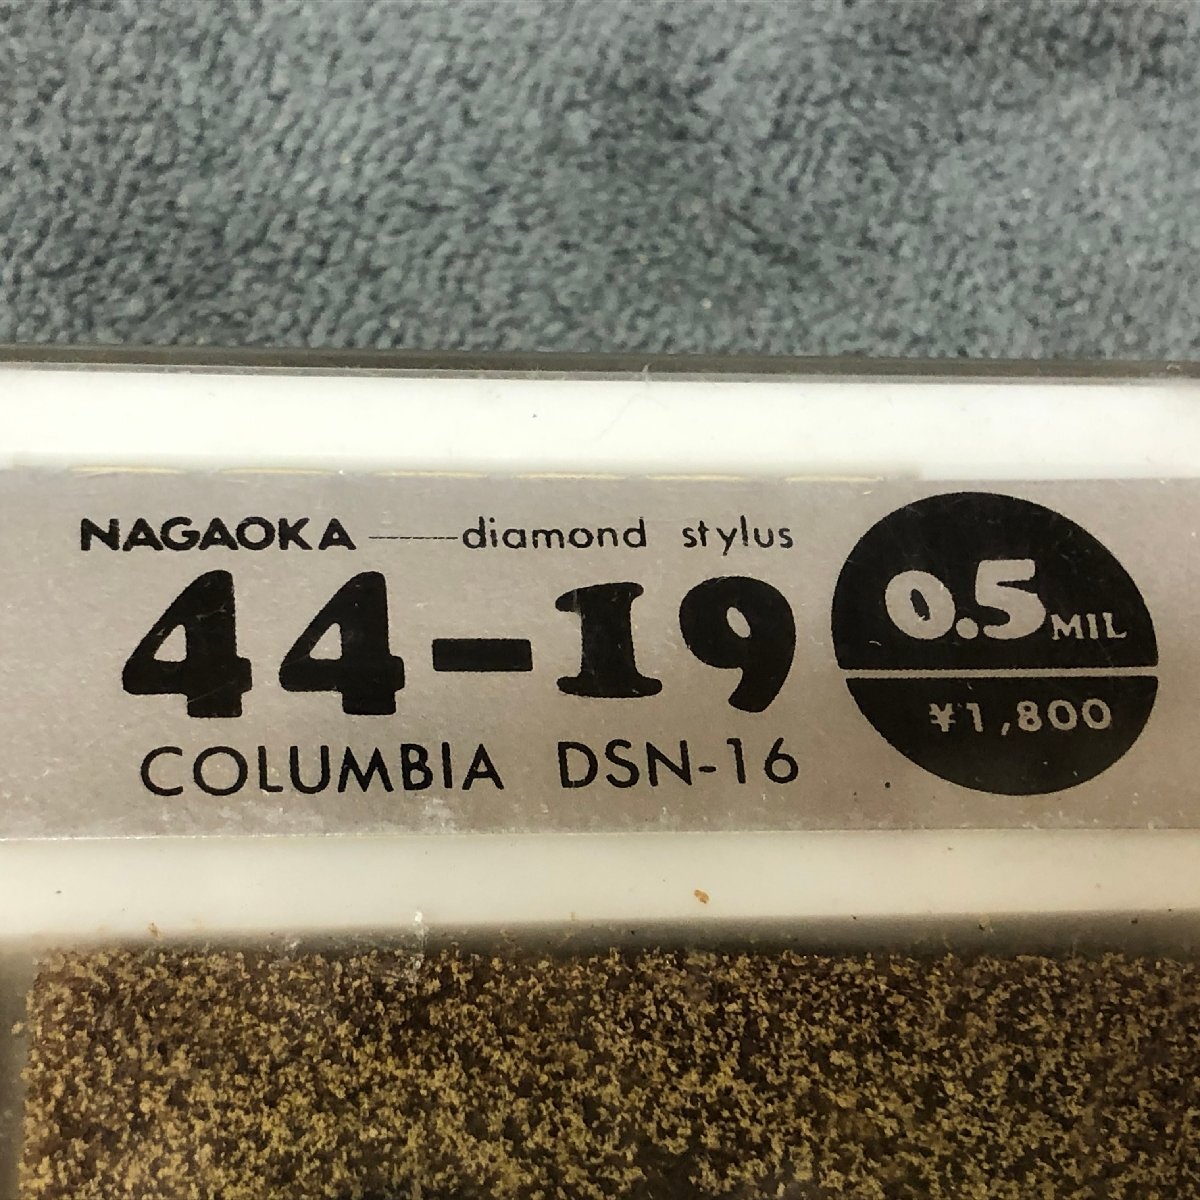 NAGAOKA——diamond stylus
44-19
COLUMBIA DSN-16
0.5 MIL
¥1,800